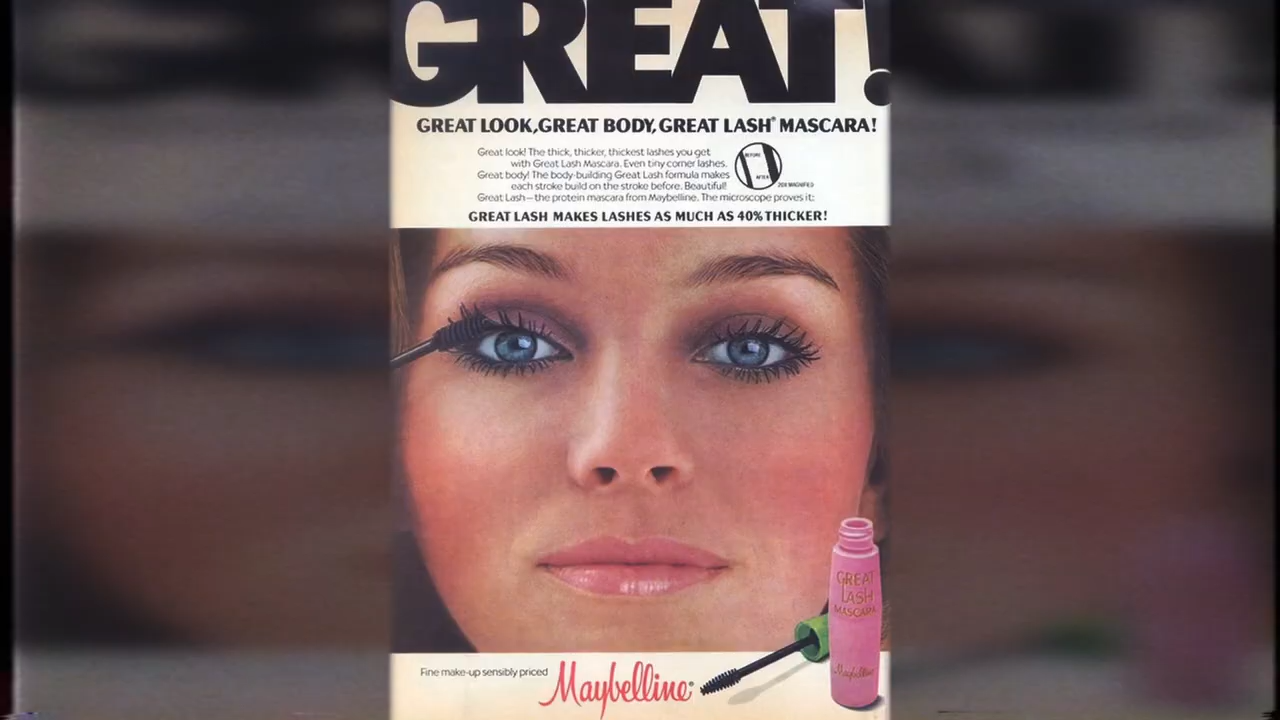 GREAT!
GREAT LOOK, GREAT BODY, GREAT LASH® MASCARA!
Great look! The thick, thicker, thickest lashes you get
with Great Lash Mascara. Even tiny corner lashes.
Great body! The body-building Great Lash formula makes
each stroke build on the stroke before. Beautiful!
Great Lash—the protein mascara from Maybelline. The microscope proves it:
BEFORE
AFTER
20X MAGNIFIED
GREAT LASH MAKES LASHES AS MUCH AS 40% THICKER!
GREAT
LASH
MASCARA
Maybelline
Fine make-up sensibly priced
Maybelline®